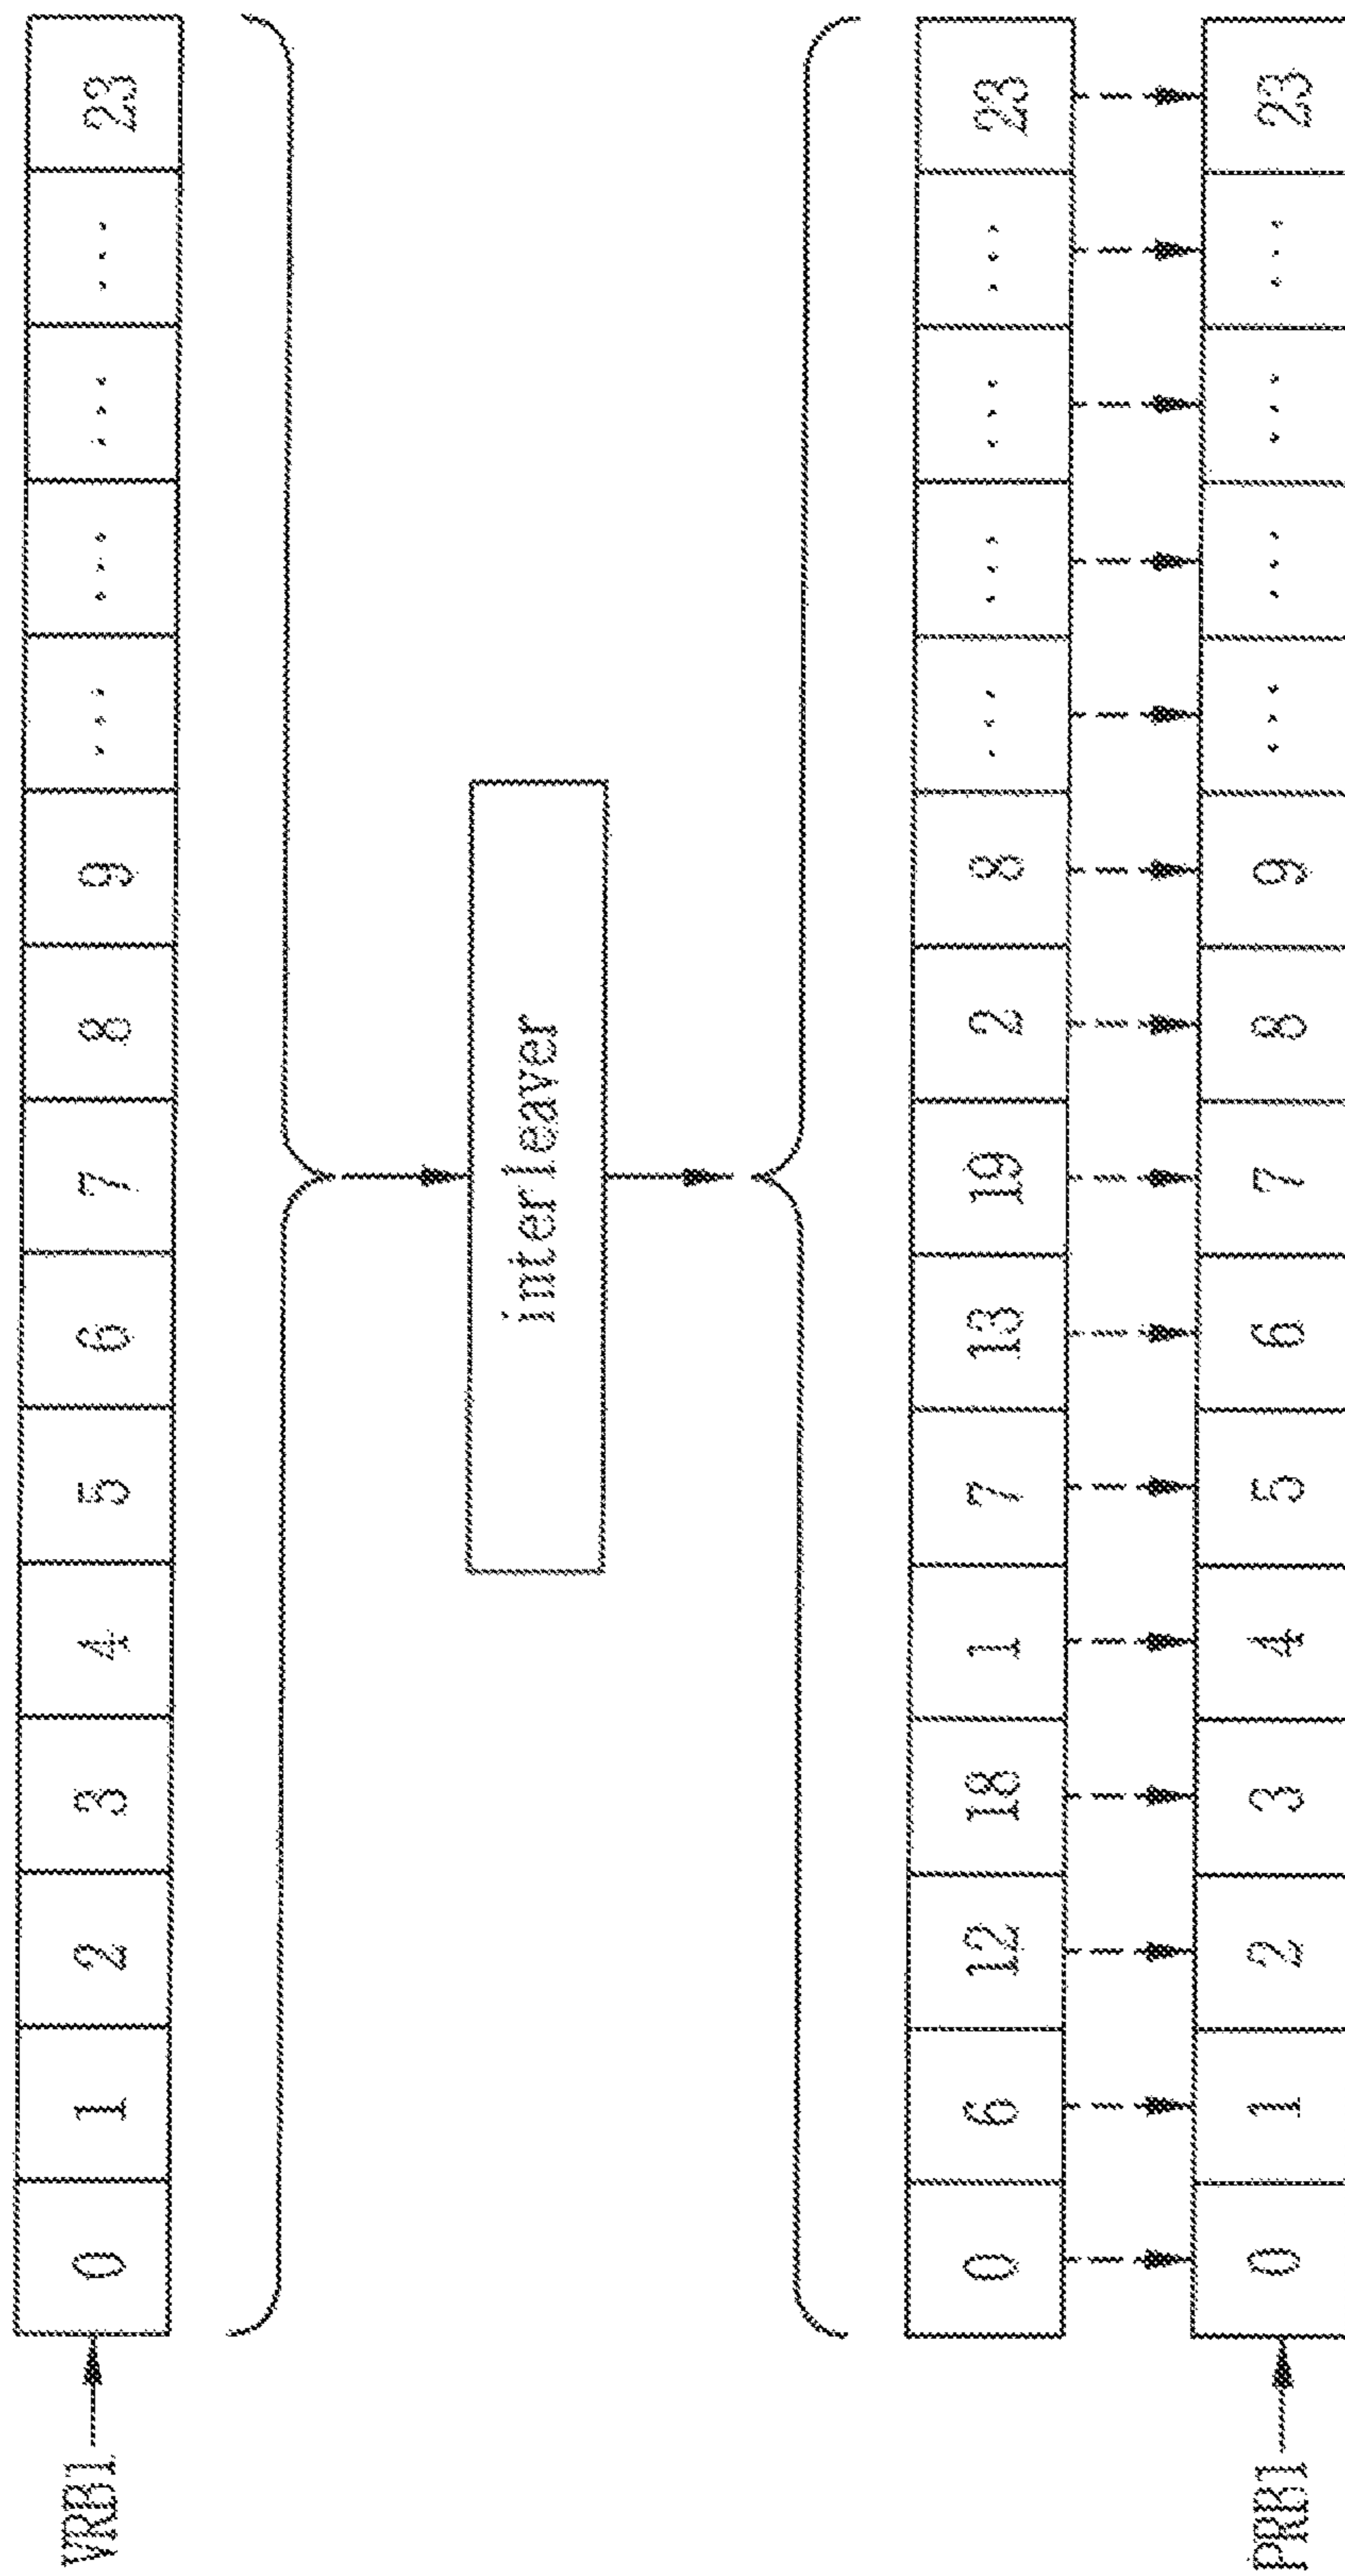 VRB1 0 1 2 3 4 5 6 7 8 9 ... ... ... ... 23
interleaver
0 6 12 18 1 7 13 19 2 8 ... ... ... ... 23
PRB1 0 1 2 3 4 5 6 7 8 9 ... ... ... ... 23